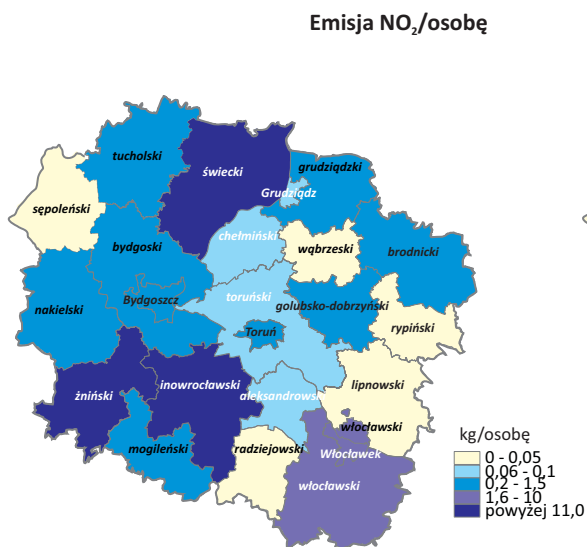 Emisja NO₂/osobę
tucholski
świecki
grudziądzki
Grudziądz
sępoleński
chełmiński
wąbrzeski
bydgoski
brodnicki
Bydgoszcz
toruński
nakielski
golubsko-dobrzyński
Toruń
rypiński
żniński
inowrocławski
aleksandrowski
lipnowski
włocławski
mogileński
radziejowski
Włocławek
włocławski
kg/osobę
0 - 0,05
0,06 - 0,1
0,2 - 1,5
1,6 - 10
powyżej 11,0